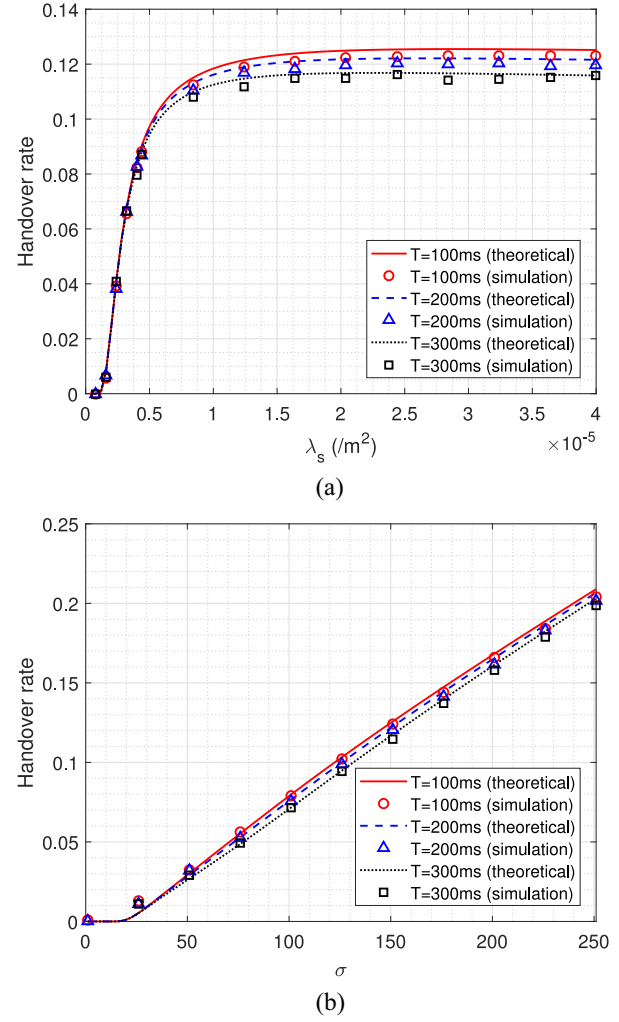 0.14
0.12
0.1
0.08
0.06
0.04
0.02
0
Handover rate
T=100ms (theoretical)
T=100ms (simulation)
T=200ms (theoretical)
T=200ms (simulation)
T=300ms (theoretical)
T=300ms (simulation)
0 0.5 1 1.5 2 2.5 3 3.5 4
λs (/m²) ×10⁻⁵
(a)
0.25
0.2
0.15
0.1
0.05
0
Handover rate
T=100ms (theoretical)
T=100ms (simulation)
T=200ms (theoretical)
T=200ms (simulation)
T=300ms (theoretical)
T=300ms (simulation)
0 50 100 150 200 250
σ
(b)